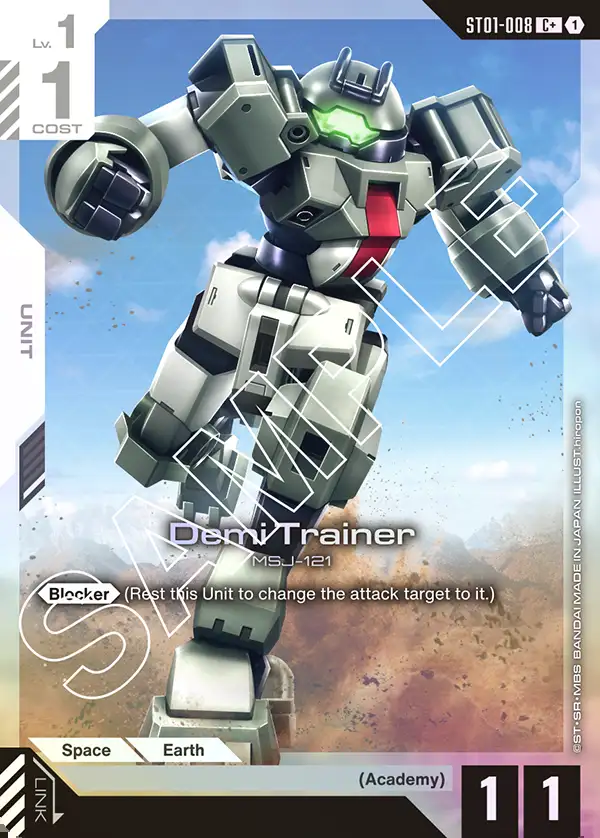 Lv. 1
1
COST
ST01-008 C+ 1
UNIT
SAMPLE
Demi Trainer
MSJ-121
Blocker (Rest this Unit to change the attack target to it.)
©ST・SR・MBS BANDAI MADE IN JAPAN ILLUST.hiropon
Space Earth
LINK
(Academy)
1 1